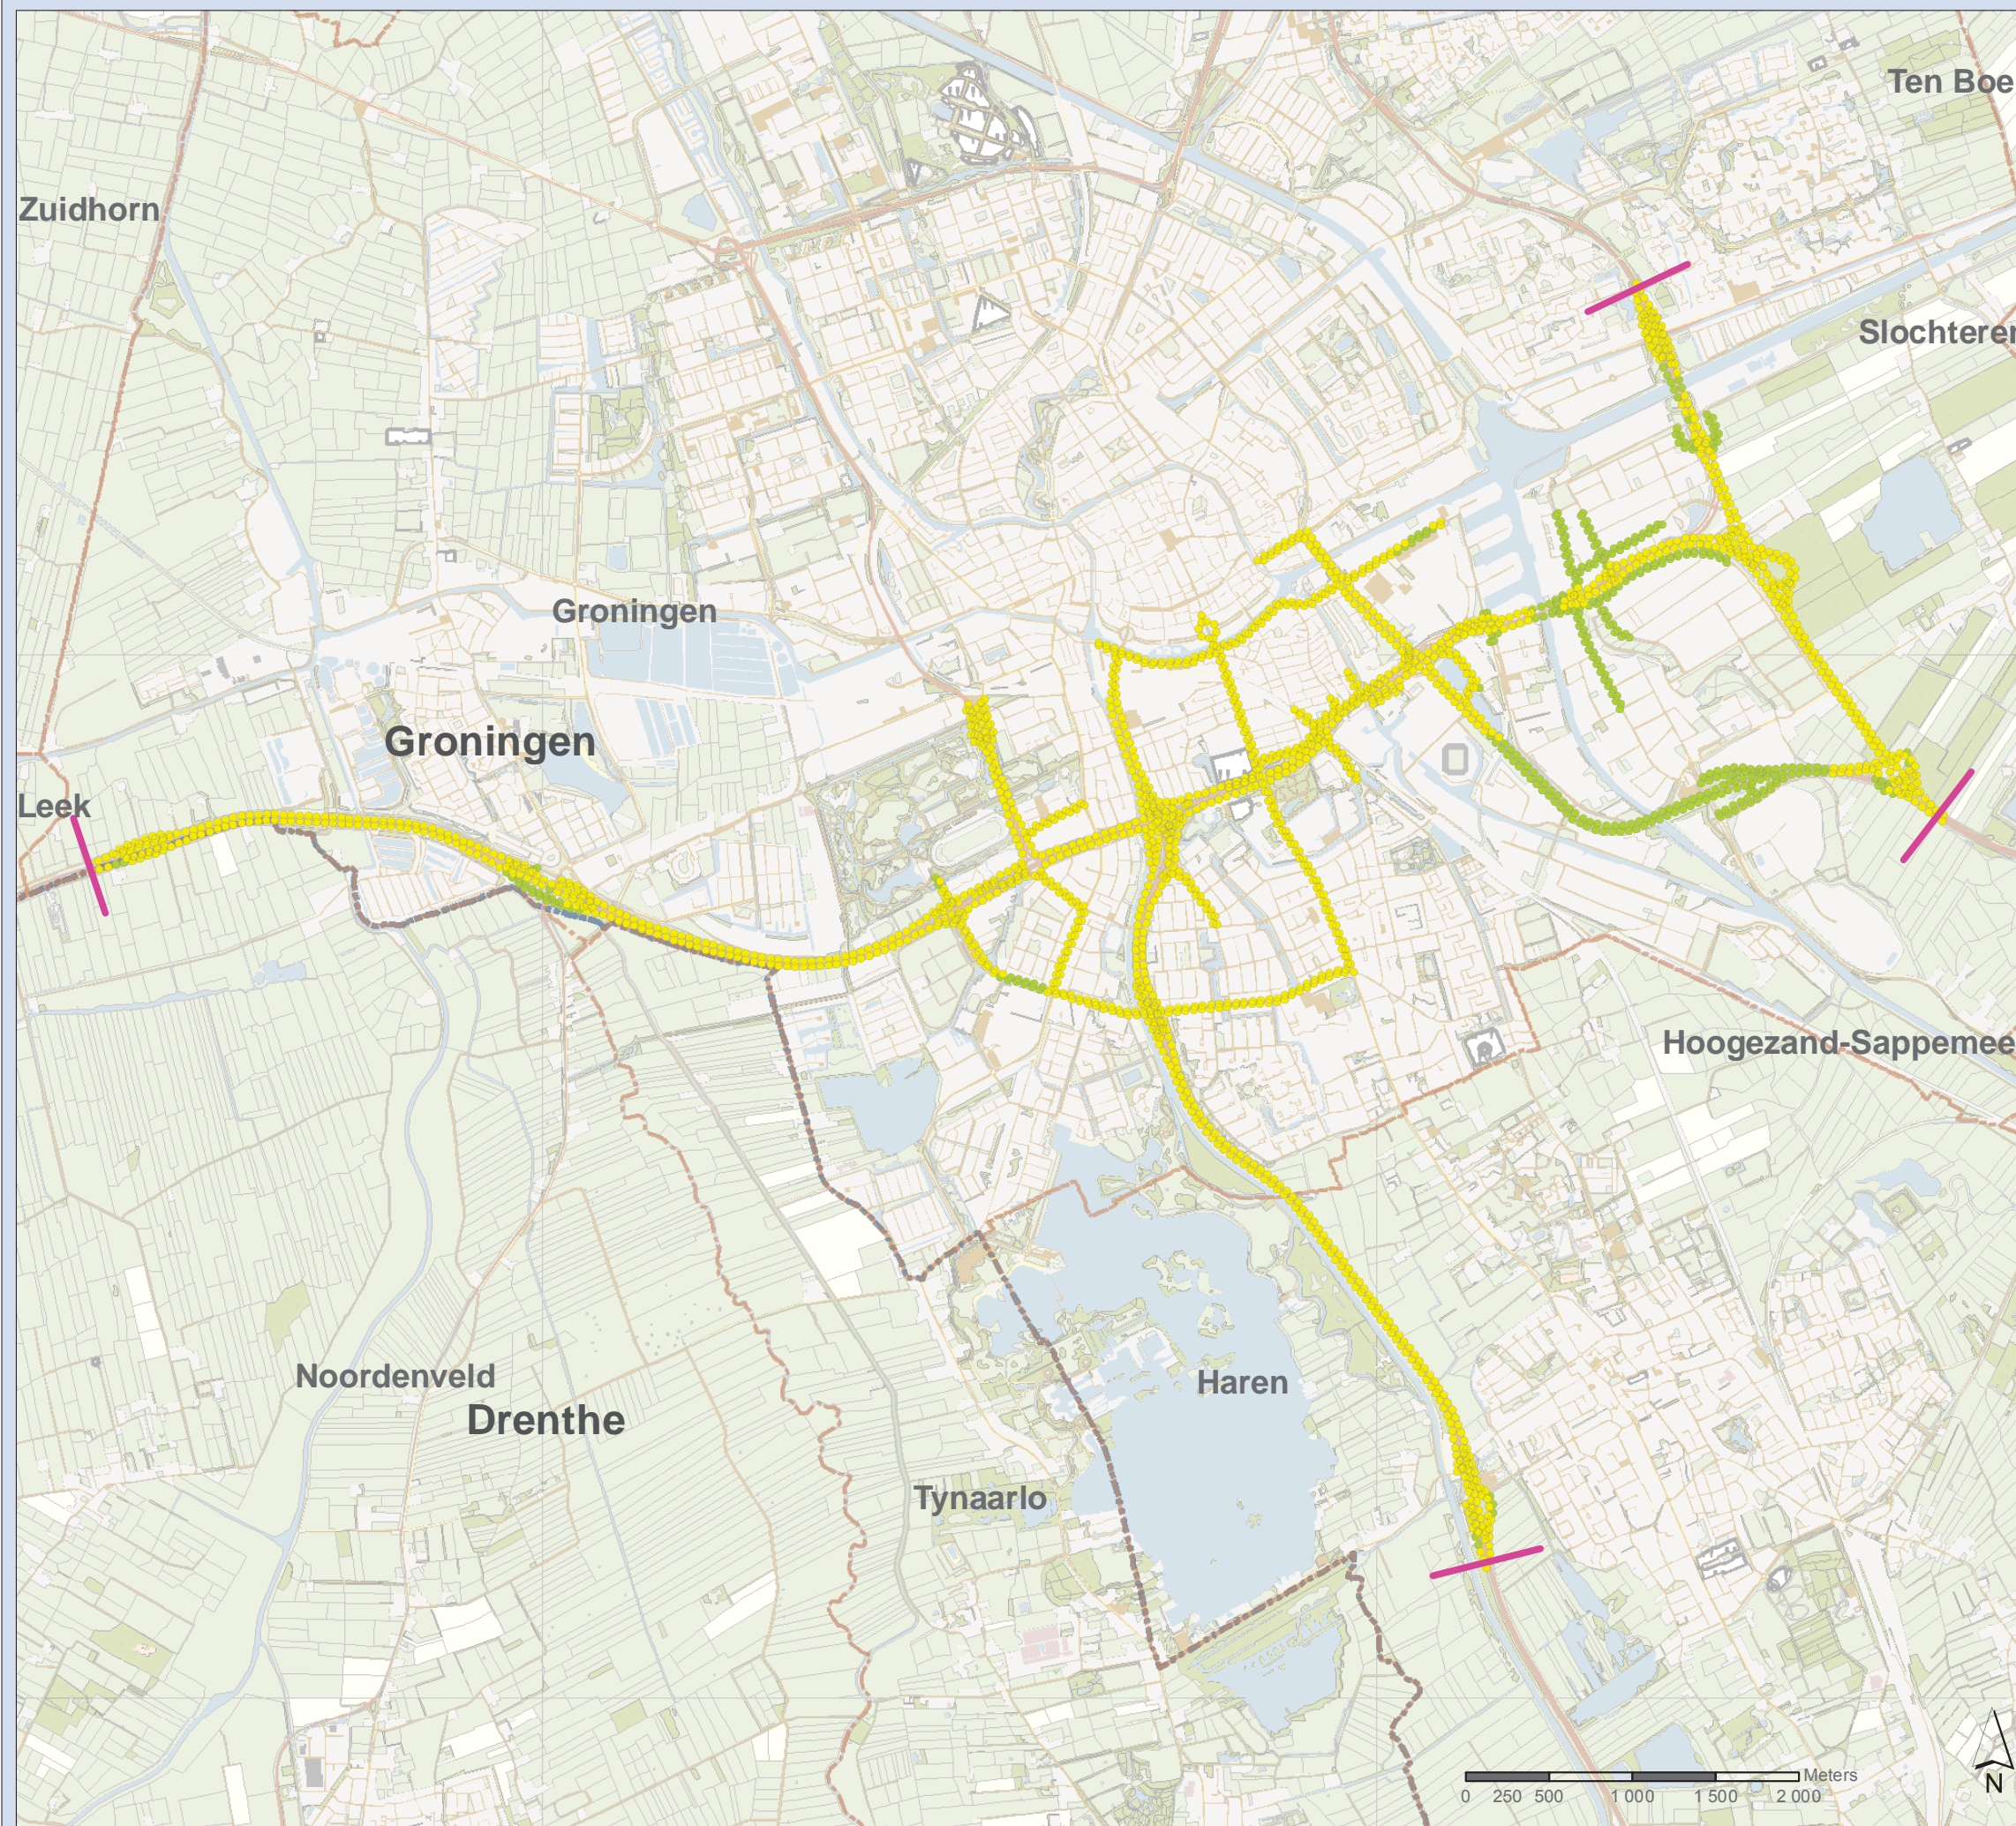 Ten Boe
Zuidhorn
Slochteren
Groningen
Groningen
Leek
Hoogezand-Sappemee
Noordenveld
Haren
Drenthe
Tynaarlo
Meters
0 250 500 1 000 1 500 2 000
N